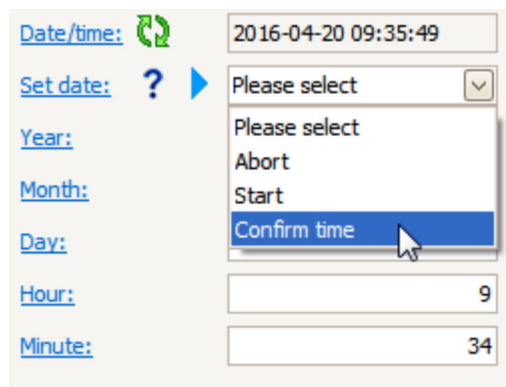 Date/time: 2016-04-20 09:35:49
Set date: ? Please select
Please select
Year:
Abort
Month:
Start
Confirm time
Day:
Hour: 9
Minute: 34